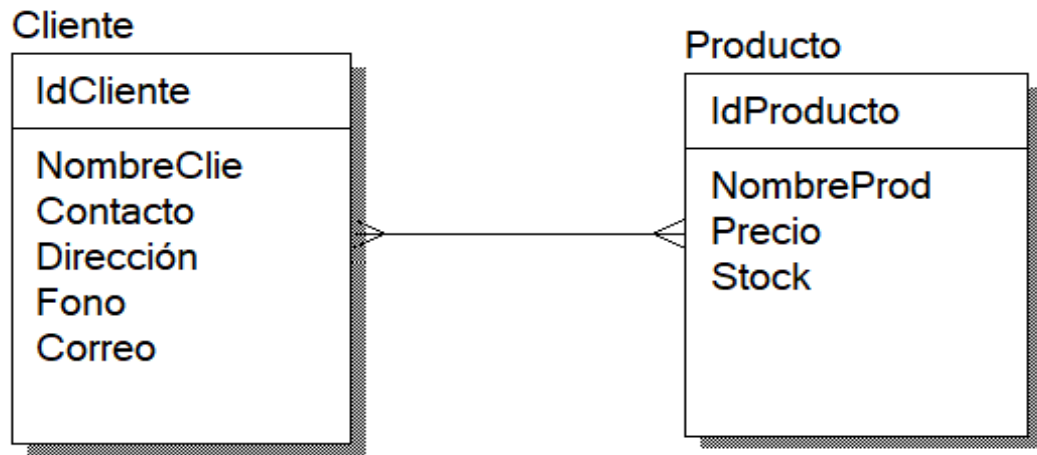 Cliente
IdCliente
NombreClie
Contacto
Dirección
Fono
Correo
Producto
IdProducto
NombreProd
Precio
Stock